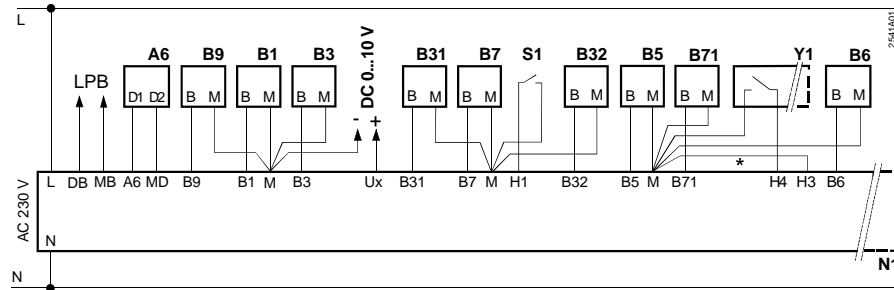 L
2541A01
A6 B9 B1 B3 DC 0... 10 V B31 B7 S1 B32 B5 B71 Y1 B6
LPB
D1 D2 B M B M B M B M B M B M B M B M B M
- +
*
L DB MB A6 MD B9 B1 M B3 Ux B31 B7 M H1 B32 B5 M B71 H4 H3 B6
AC 230 V
N
N1
N